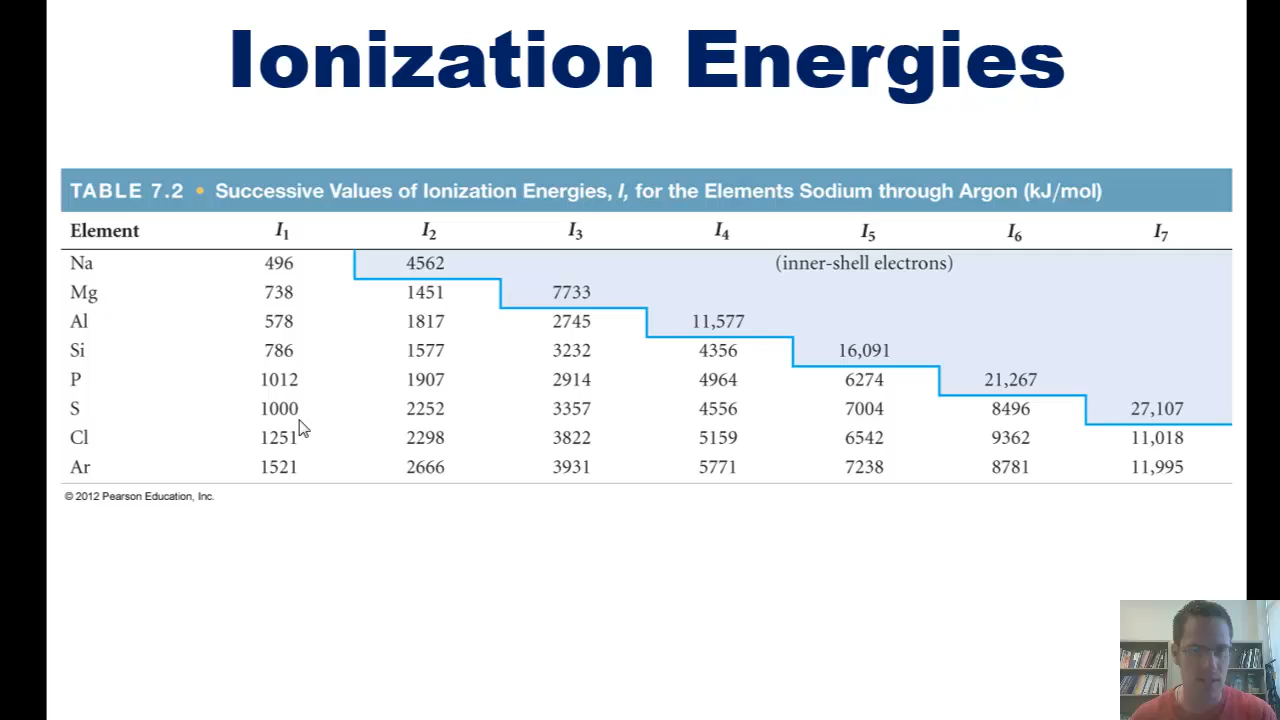 Ionization Energies
TABLE 7.2 • Successive Values of Ionization Energies, I, for the Elements Sodium through Argon (kJ/mol)
Element I₁ I₂ I₃ I₄ I₅ I₆ I₇
Na 496 4562 (inner-shell electrons)
Mg 738 1451 7733
Al 578 1817 2745 11,577
Si 786 1577 3232 4356 16,091
P 1012 1907 2914 4964 6274 21,267
S 1000 2252 3357 4556 7004 8496 27,107
Cl 1251 2298 3822 5159 6542 9362 11,018
Ar 1521 2666 3931 5771 7238 8781 11,995
© 2012 Pearson Education, Inc.